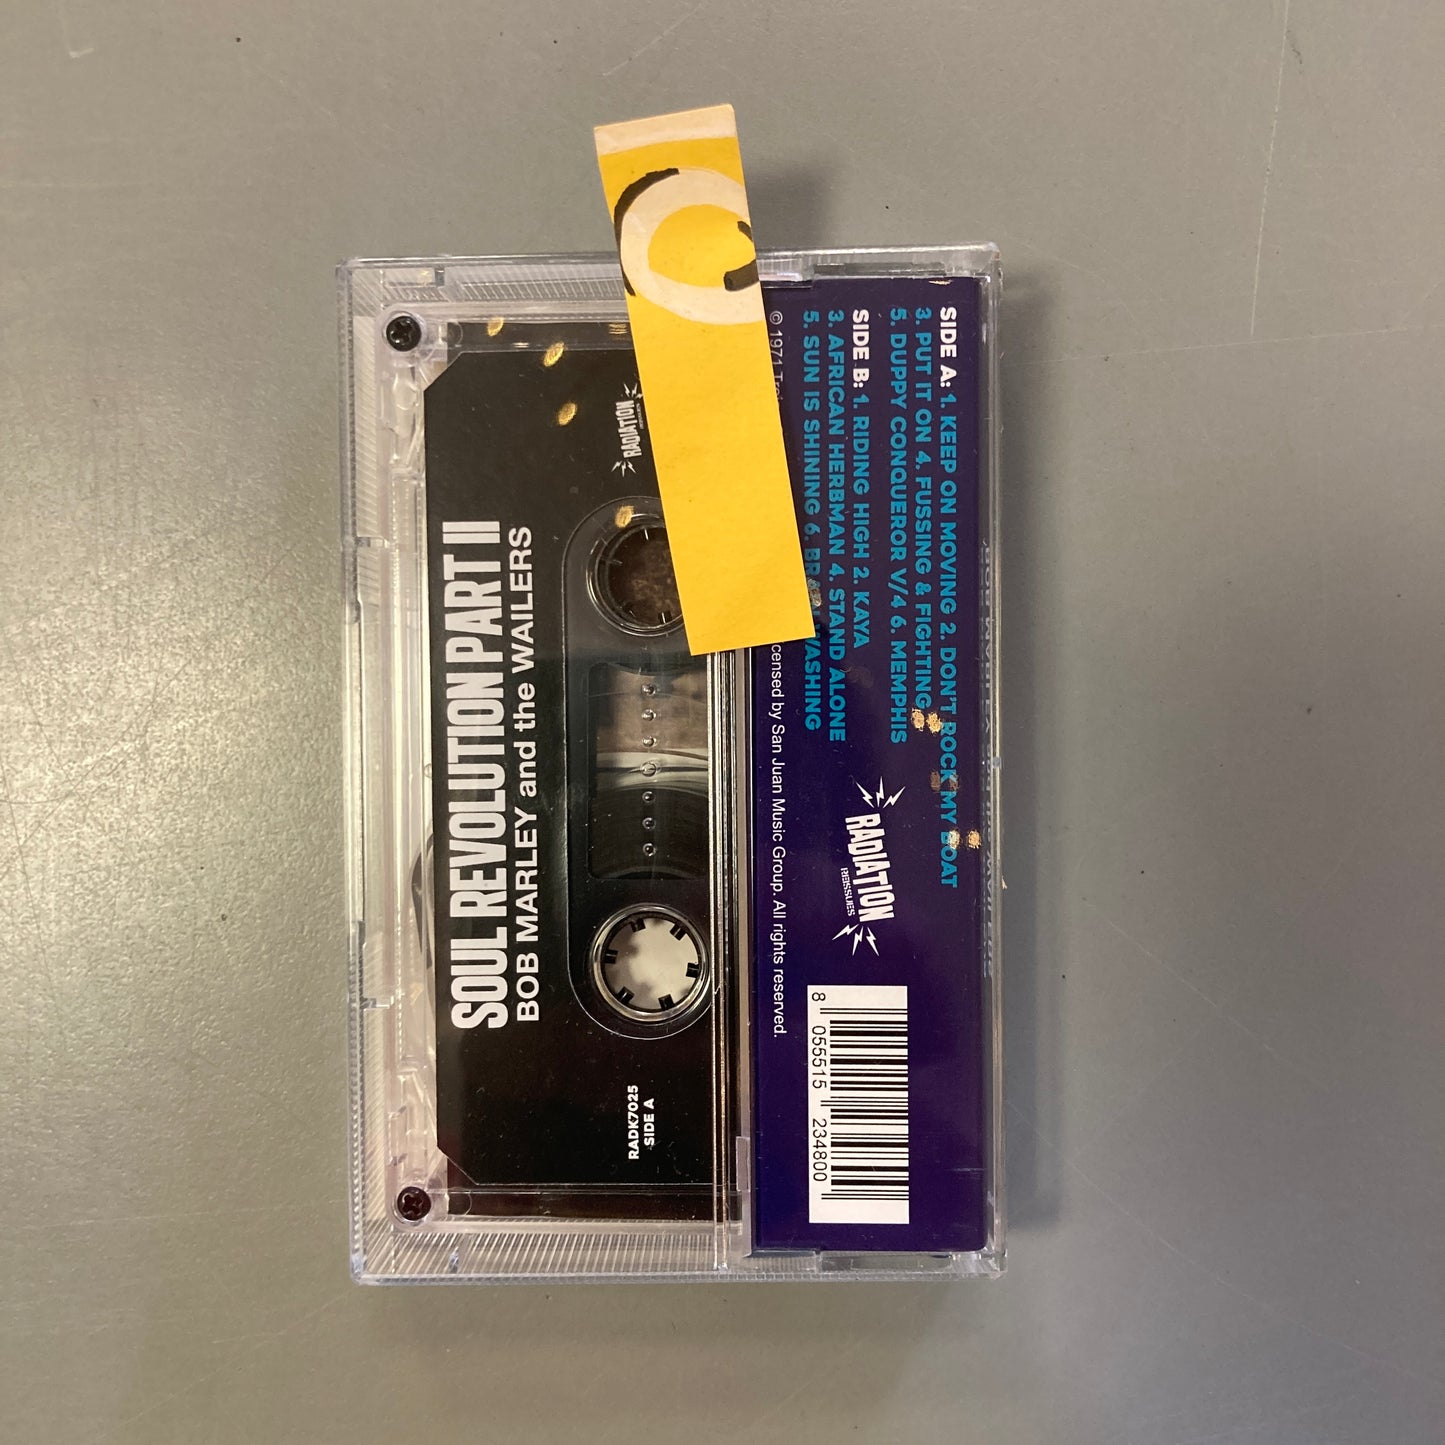 SOUL REVOLUTION PART II
BOB MARLEY and the WAILERS
RADIATION
RADK7025
SIDE A
SIDE A: 1. KEEP ON MOVING 2. DON'T ROCK MY BOAT
3. PUT IT ON 4. FUSSING & FIGHTING
5. DUPPY CONQUEROR V/4 6. MEMPHIS
SIDE B: 1. RIDING HIGH 2. KAYA
3. AFRICAN HERBMAN 4. STAND ALONE
5. SUN IS SHINING 6. BRAINWASHING
© 1971 censed by San Juan Music Group. All rights reserved.
RADIATION
REISSUES
8 055515 234800